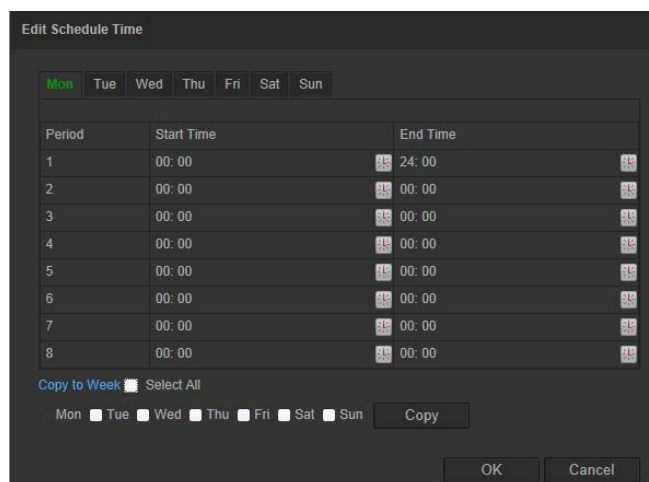 Edit Schedule Time
Mon Tue Wed Thu Fri Sat Sun
Period Start Time End Time
1 00: 00 24: 00
2 00: 00 00: 00
3 00: 00 00: 00
4 00: 00 00: 00
5 00: 00 00: 00
6 00: 00 00: 00
7 00: 00 00: 00
8 00: 00 00: 00
Copy to Week Select All
Mon Tue Wed Thu Fri Sat Sun Copy
OK Cancel